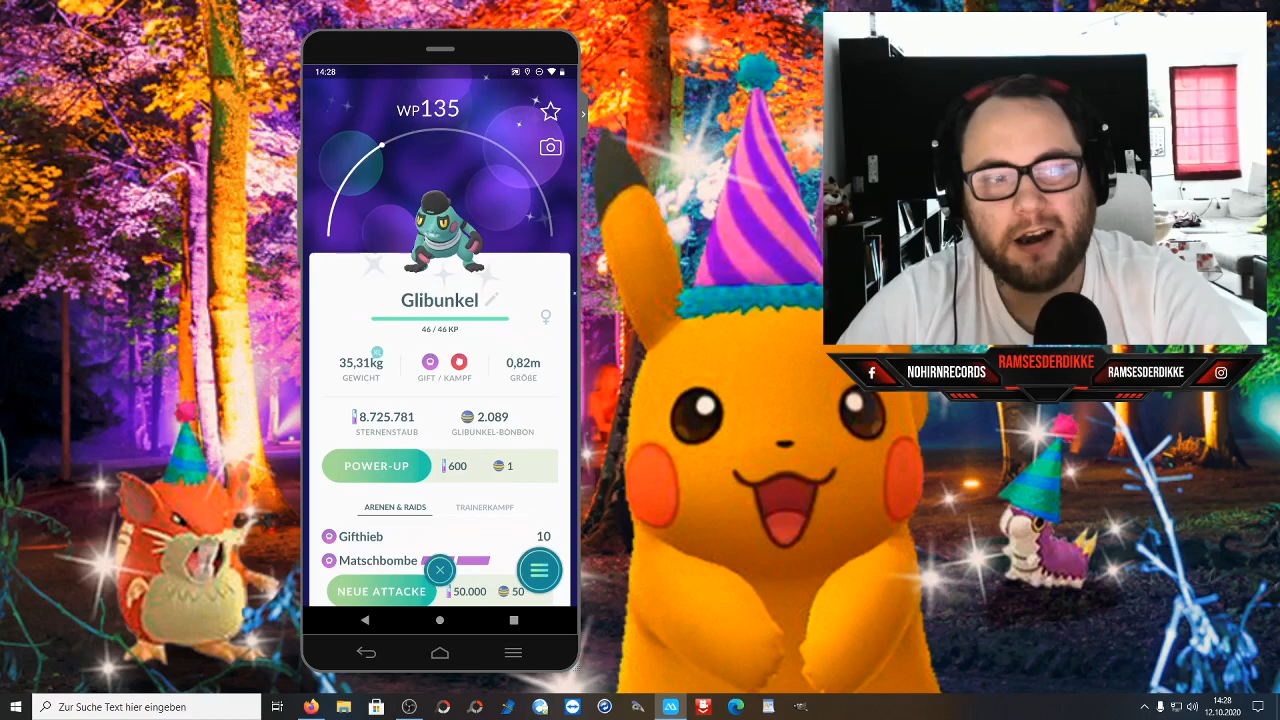 14:28
WP135
Glibunkel
46 / 46 KP
35,31kg
XL
GEWICHT
GIFT / KAMPF
0,82m
GRÖSSE
8.725.781
STERNENSTAUB
2.089
GLIBUNKEL-BONBON
POWER-UP
600
1
ARENEN & RAIDS
TRAINERKAMPF
Gifthieb
10
Matschbombe
NEUE ATTACKE
50.000
50
NOHIRNRECORDS
RAMSESDERDIKKE
RAMSESDERDIKKE
Zur Suche Text hier eingeben
14:28
12.10.2020